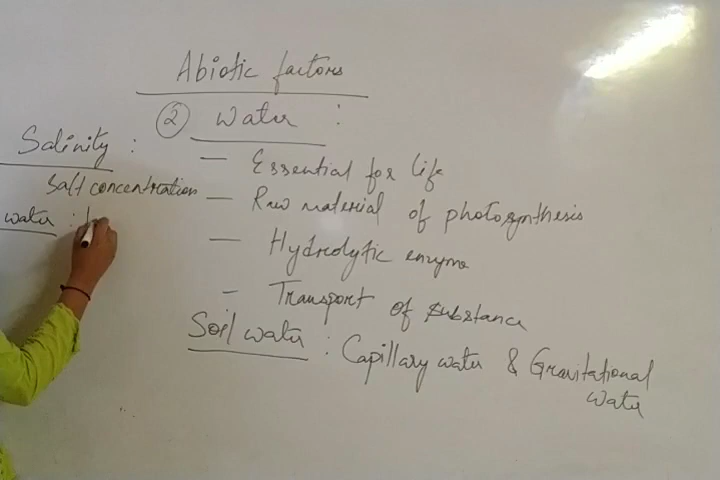 Abiotic factors
② Water :
— Essential for life
— Raw material of photosynthesis
— Hydrolytic enzyme
- Transport of substance
Soil water : Capillary water & Gravitational
Water
Salinity :
Salt concentration
water :